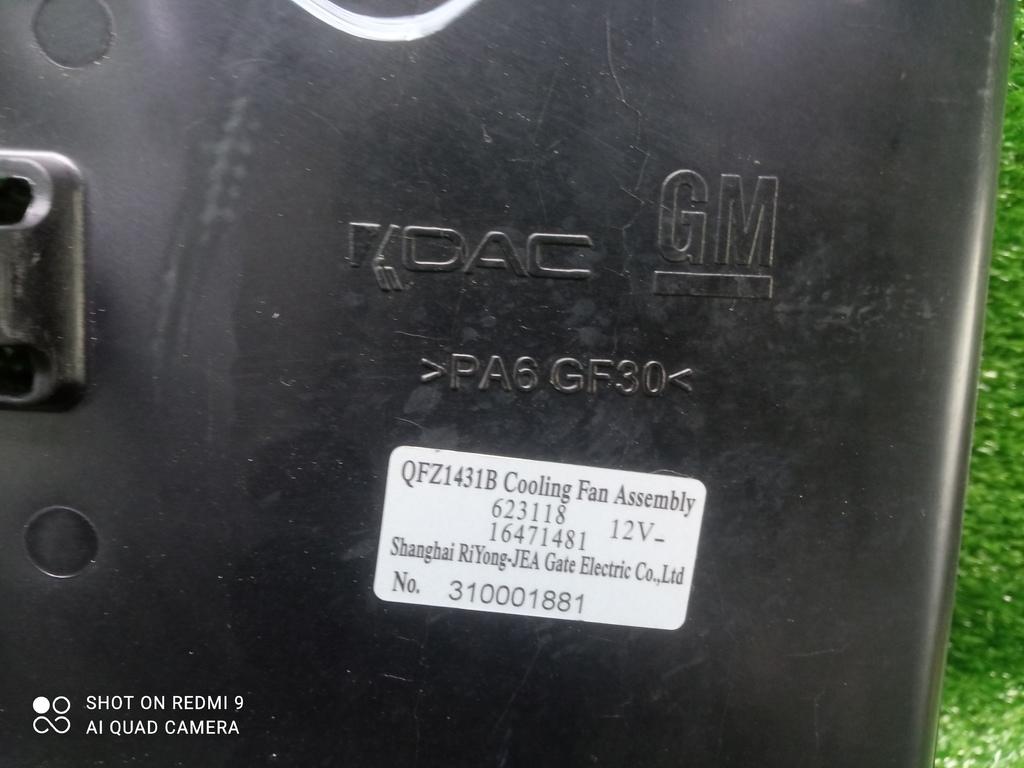 KDAC
GM
>PA6 GF30<
QFZ1431B Cooling Fan Assembly
623118
12V-
16471481
Shanghai RiYong-JEA Gate Electric Co.,Ltd
No. 310001881
SHOT ON REDMI 9
AI QUAD CAMERA